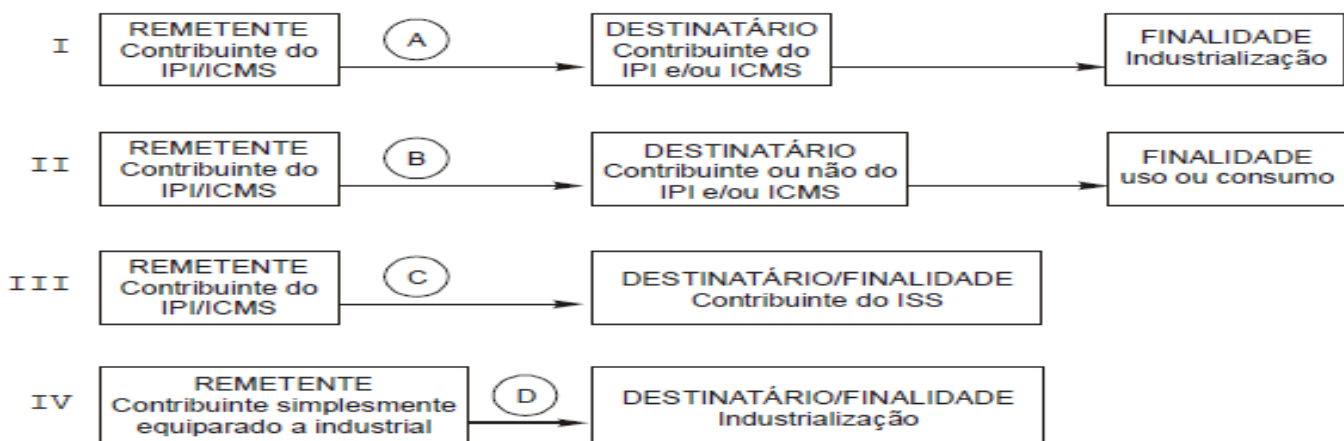 I
REMETENTE
Contribuinte do
IPI/ICMS
A
DESTINATÁRIO
Contribuinte do
IPI e/ou ICMS
FINALIDADE
Industrialização
II
REMETENTE
Contribuinte do
IPI/ICMS
B
DESTINATÁRIO
Contribuinte ou não do
IPI e/ou ICMS
FINALIDADE
uso ou consumo
III
REMETENTE
Contribuinte do
IPI/ICMS
C
DESTINATÁRIO/FINALIDADE
Contribuinte do ISS
IV
REMETENTE
Contribuinte simplesmente
equiparado a industrial
D
DESTINATÁRIO/FINALIDADE
Industrialização